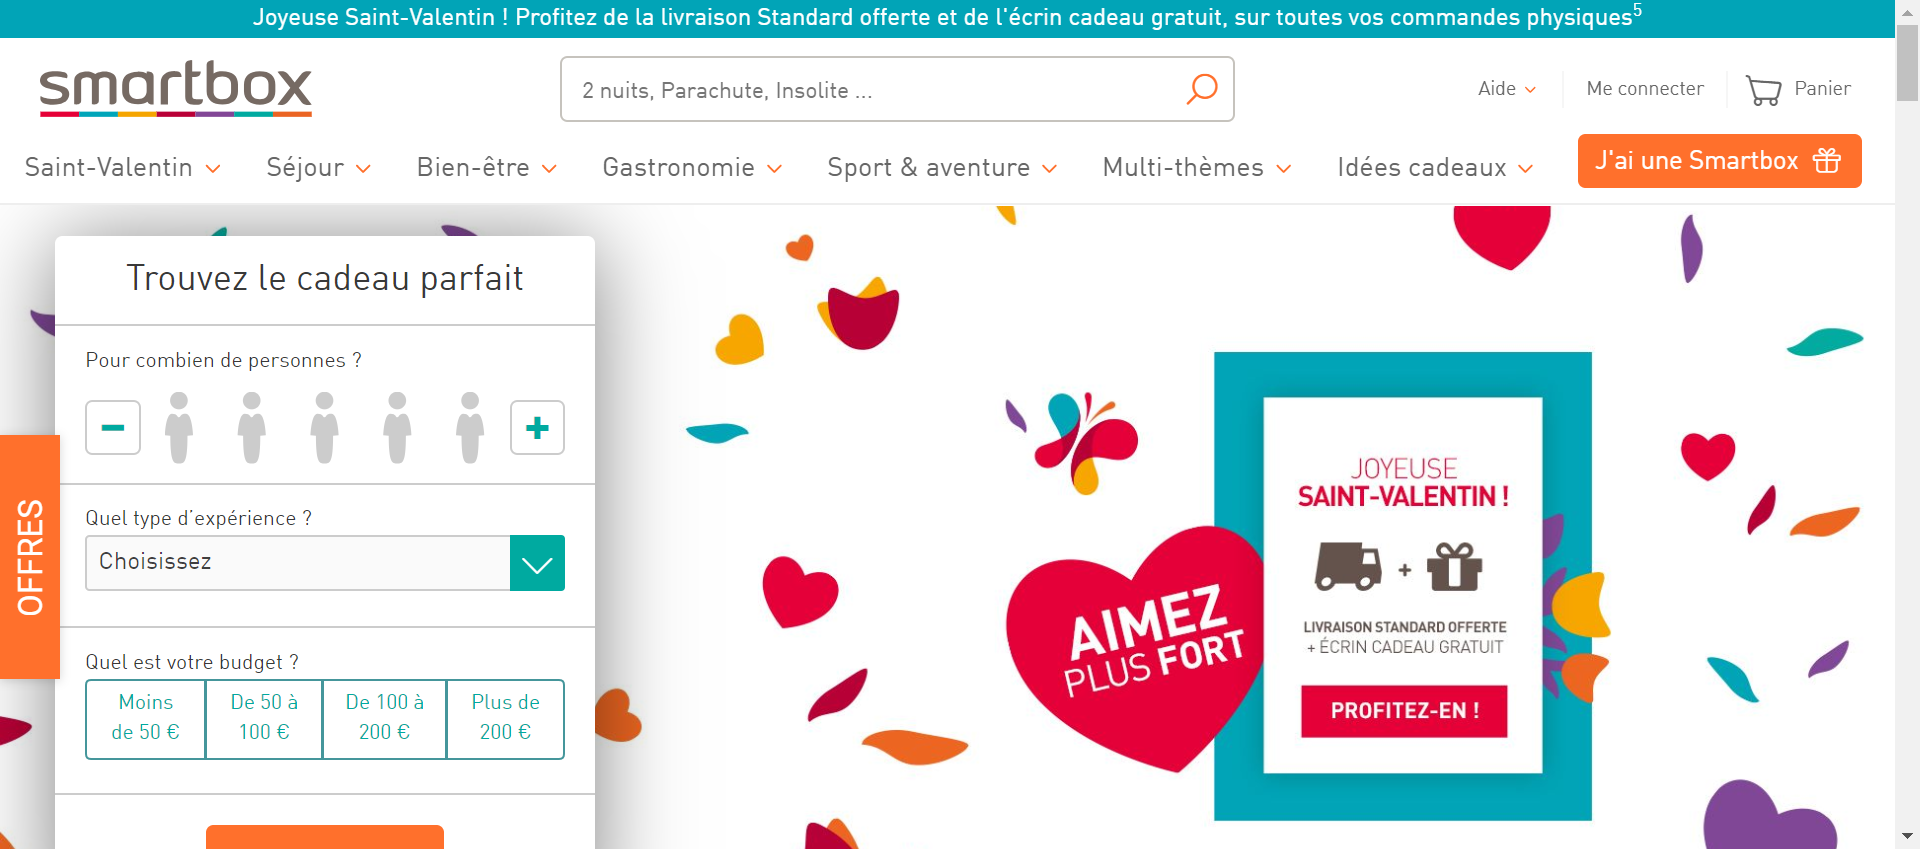 Joyeuse Saint-Valentin ! Profitez de la livraison Standard offerte et de l'écrin cadeau gratuit, sur toutes vos commandes physiques⁵
smartbox
2 nuits, Parachute, Insolite ...
Aide
Me connecter
Panier
Saint-Valentin
Séjour
Bien-être
Gastronomie
Sport & aventure
Multi-thèmes
Idées cadeaux
J'ai une Smartbox
Trouvez le cadeau parfait
Pour combien de personnes ?
Quel type d’expérience ?
Choisissez
Quel est votre budget ?
Moins
de 50 €
De 50 à
100 €
De 100 à
200 €
Plus de
200 €
OFFRES
AIMEZ
PLUS FORT
JOYEUSE
SAINT-VALENTIN !
+
LIVRAISON STANDARD OFFERTE
+ ÉCRIN CADEAU GRATUIT
PROFITEZ-EN !